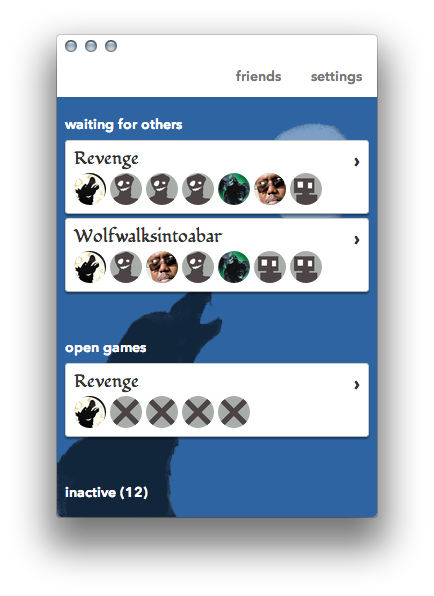 friends settings
waiting for others
Revenge
Wolfwalksintoabar
open games
Revenge
inactive (12)